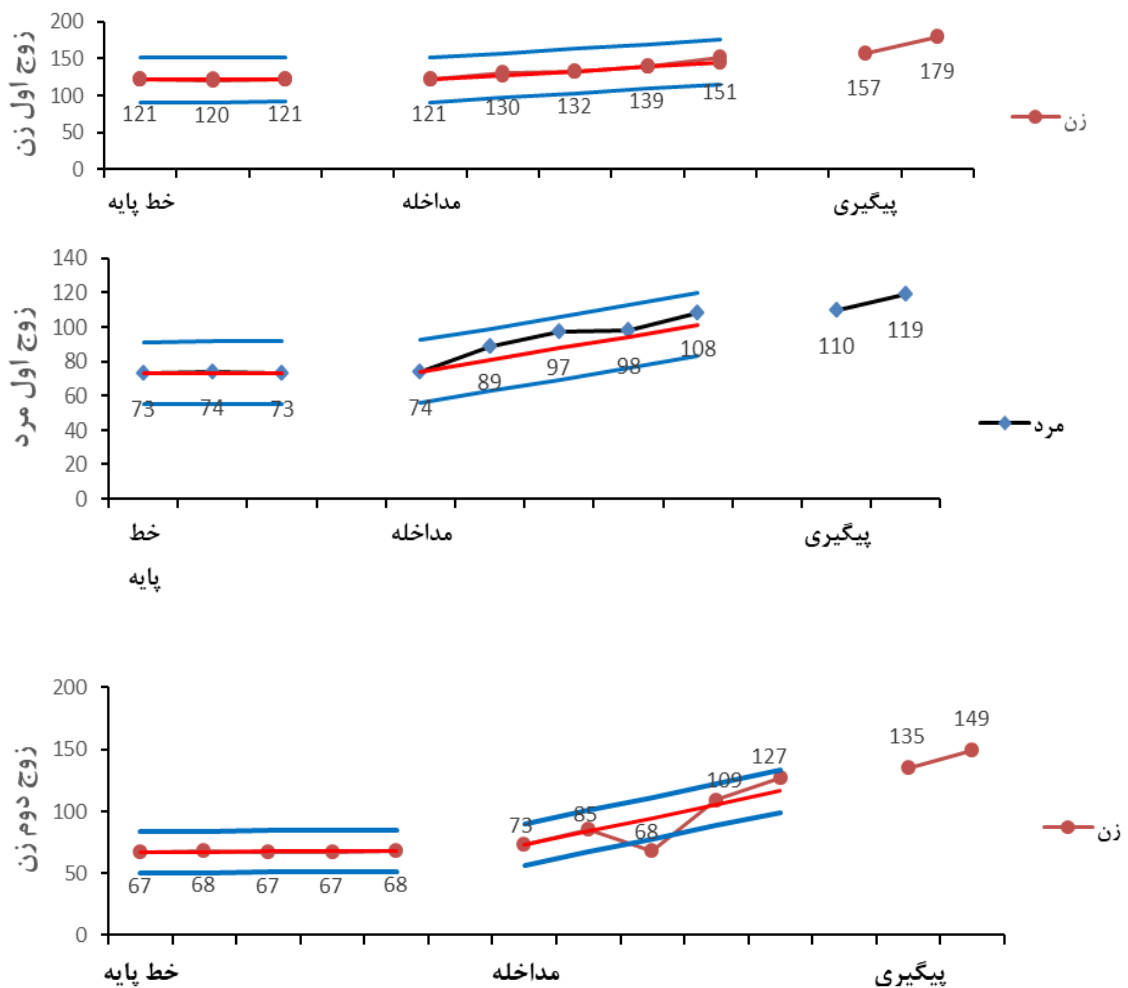 زوج اول زن
200
150
100
50
0
121 120 121 121 130 132 139 151 157 179
زن
خط پایه مداخله پیگیری
زوج اول مرد
140
120
100
80
60
40
20
0
73 74 73 74 89 97 98 108 110 119
مرد
خط پایه مداخله پیگیری
زوج دوم زن
200
150
100
50
0
67 68 67 67 68 73 85 68 109 127 135 149
زن
خط پایه مداخله پیگیری